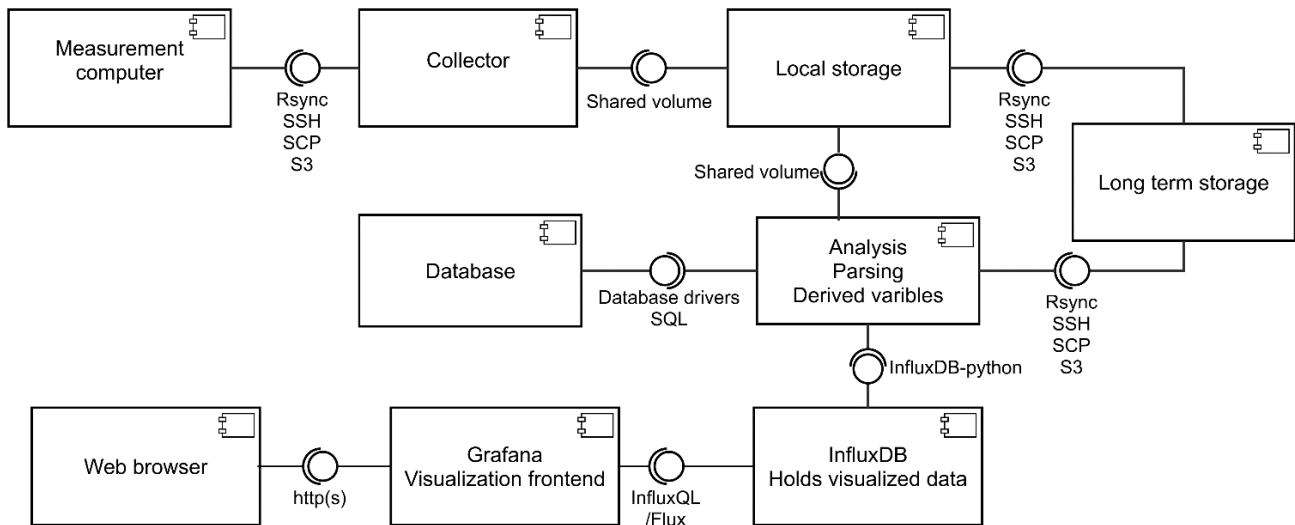 Measurement
computer
Rsync
SSH
SCP
S3
Collector
Shared volume
Local storage
Rsync
SSH
SCP
S3
Long term storage
Shared volume
Database
Database drivers
SQL
Analysis
Parsing
Derived varibles
Rsync
SSH
SCP
S3
InfluxDB-python
Web browser
http(s)
Grafana
Visualization frontend
InfluxQL
/Flux
InfluxDB
Holds visualized data